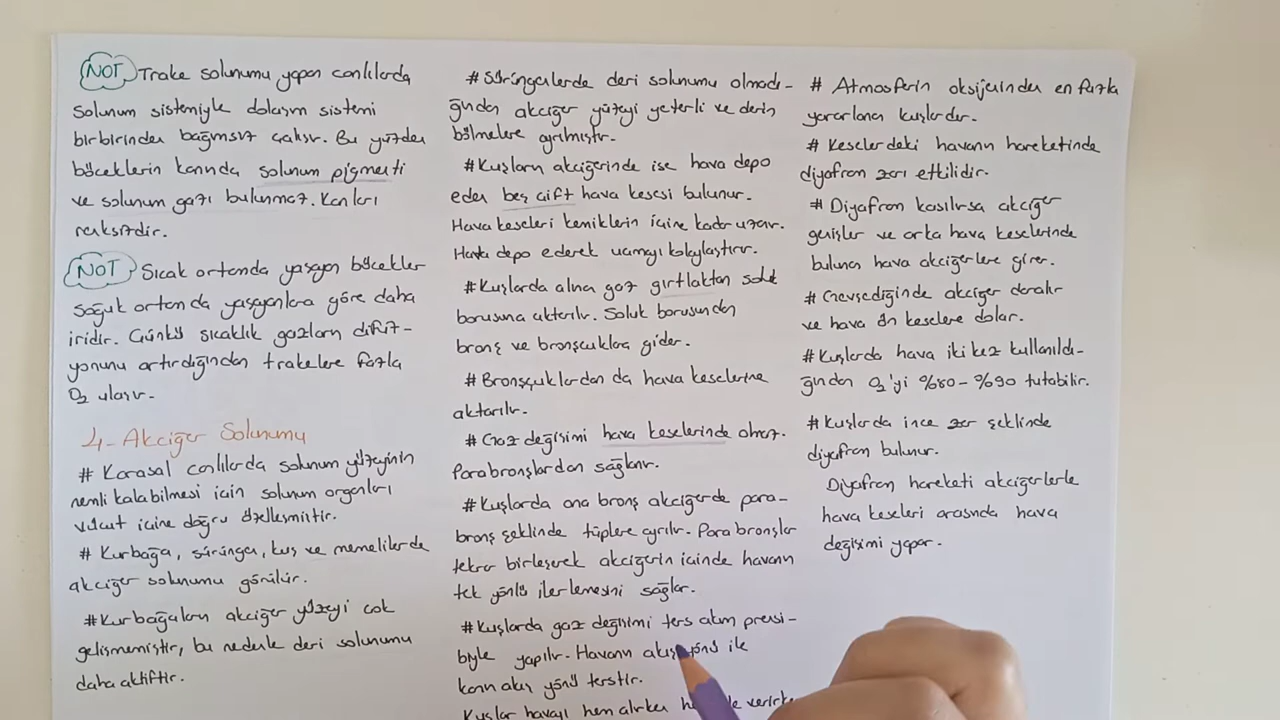 NOT Trake solunumu yapan canlılarda
solunum sistemiyle dolaşım sistemi
birbirinden bağımsız çalışır. Bu yüzden
böceklerin kanında solunum pigmenti
ve solunum gazı bulunmaz. Kanları
renksizdir.
NOT Sıcak ortamda yaşayan böcekler
soğuk ortamda yaşayanlara göre daha
iridir. Çünkü sıcaklık gazların difüz-
yonunu artırdığından trakelere fazla
O₂ ulaşır.
4- Akciğer Solunumu
# Karasal canlılarda solunum yüzeyinin
nemli kalabilmesi için solunum organları
vücut içine doğru özelleşmiştir.
# Kurbağa, sürüngen, kuş ve memelilerde
akciğer solunumu görülür.
# Kurbağaların akciğer yüzeyi çok
gelişmemiştir, bu nedenle deri solunumu
daha aktiftir.
# Sürüngenlerde deri solunumu olmadı-
ğından akciğer yüzeyi yeterli ve derin
bölmelere ayrılmıştır.
# Kuşların akciğerinde ise hava depo
eden beş çift hava kesesi bulunur.
Hava keseleri kemiklerin içine kadar uzanır.
Hava depo ederek uçmayı kolaylaştırır.
# Kuşlarda alınan gaz gırtlaktan soluk
borusuna aktarılır. Soluk borusundan
bronş ve bronşçuklara gider.
# Bronşçuklardan da hava keselerine
aktarılır.
# Gaz değişimi hava keselerinde olmaz.
Parabronşlardan sağlanır.
# Kuşlarda ana bronş akciğerde para-
bronş şeklinde tüplere ayrılır. Parabronşlar
tekrar birleşerek akciğerin içinde havanın
tek yönlü ilerlemesini sağlar.
# Kuşlarda gaz değişimi ters akım prensi-
biyle yapılır. Havanın akış yönü ile
kanın akış yönü terstir.
Kuşlar havayı hem alırken hem de verirken
# Atmosferin oksijeninden en fazla
yararlanan kuşlardır.
# Keselerdeki havanın hareketinde
diyafram zarı etkilidir.
# Diyafram kasılırsa akciğer
genişler ve arka hava keselerinde
bulunan hava akciğerlere girer.
# Gevşediğinde akciğer daralır
ve hava ön keselere dolar.
# Kuşlarda hava iki kez kullanıldı-
ğından O₂'yi %80-%90 tutabilir.
# Kuşlarda ince zar şeklinde
diyafram bulunur.
Diyafram hareketi akciğerlerle
hava keseleri arasında hava
değişimi yapar.